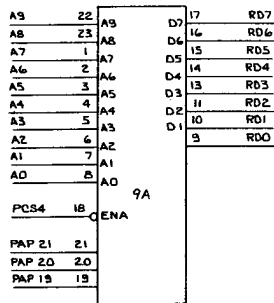 A9 22 A9 D7 17 RD7
A8 23 A8 D6 16 RD6
A7 1 A7 D5 15 RD5
A6 2 A6 D4 14 RD4
A5 3 A5 D3 13 RD3
A4 4 A4 D2 11 RD2
A3 5 A3 D1 10 RD1
A2 6 A2 9 RD0
A1 7 A1
A0 8 A0
9A
PCS4 18 ENA
PAP 21 21
PAP 20 20
PAP 19 19